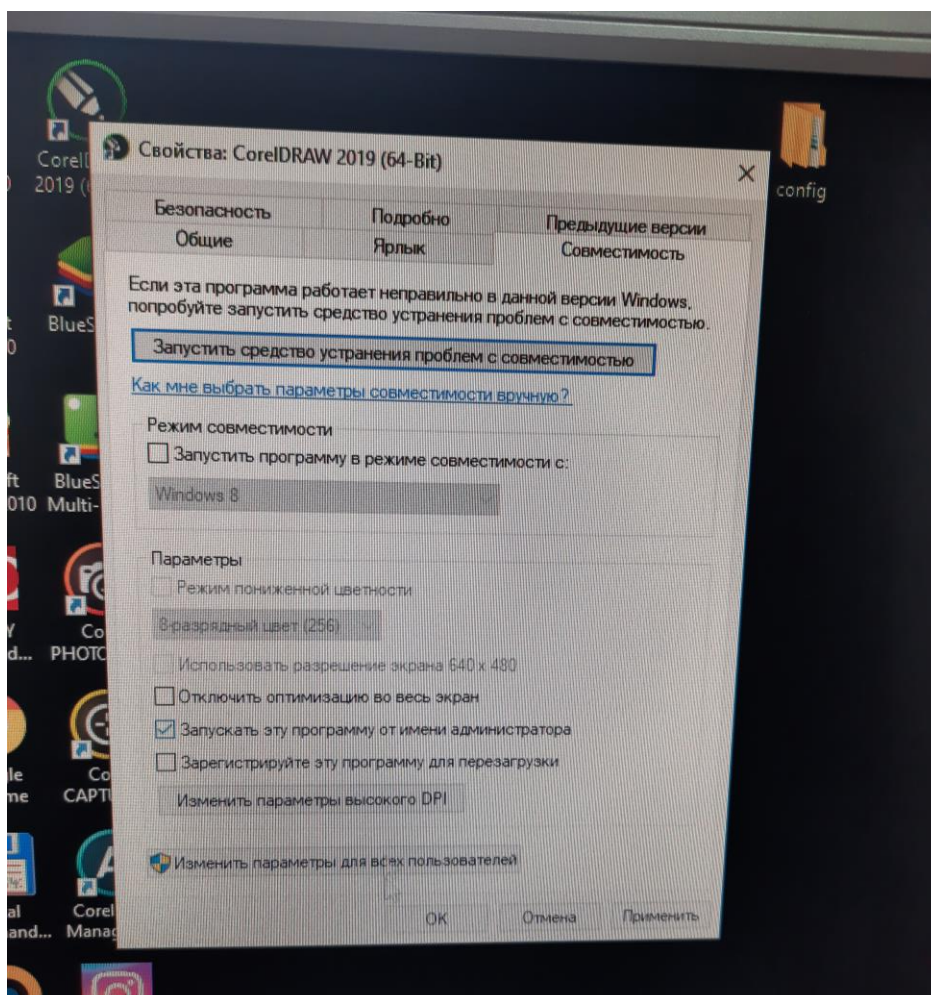 Свойства: CorelDRAW 2019 (64-Bit)
Безопасность
Подробно
Предыдущие версии
Общие
Ярлык
Совместимость
Если эта программа работает неправильно в данной версии Windows,
попробуйте запустить средство устранения проблем с совместимостью.
Запустить средство устранения проблем с совместимостью
Как мне выбрать параметры совместимости вручную?
Режим совместимости
Запустить программу в режиме совместимости с:
Windows 8
Параметры
Режим пониженной цветности
8-разрядный цвет (256)
Использовать разрешение экрана 640 x 480
Отключить оптимизацию во весь экран
Запускать эту программу от имени администратора
Зарегистрируйте эту программу для перезагрузки
Изменить параметры высокого DPI
Изменить параметры для всех пользователей
OK
Отмена
Применить
config
Corel
2019
BlueS
BlueS
010 Multi-
Co
PHOTO
Co
CAPT
Corel
and... Manag